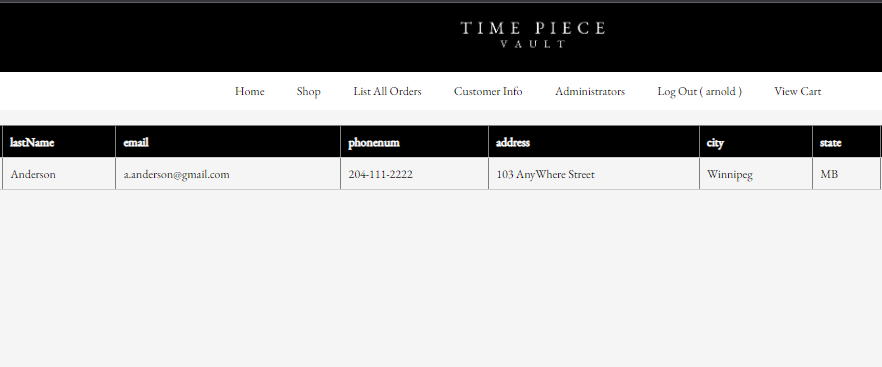 TIME PIECE
VAULT
Home Shop List All Orders Customer Info Administrators Log Out ( arnold ) View Cart
lastName email phonenum address city state
Anderson a.anderson@gmail.com 204-111-2222 103 AnyWhere Street Winnipeg MB